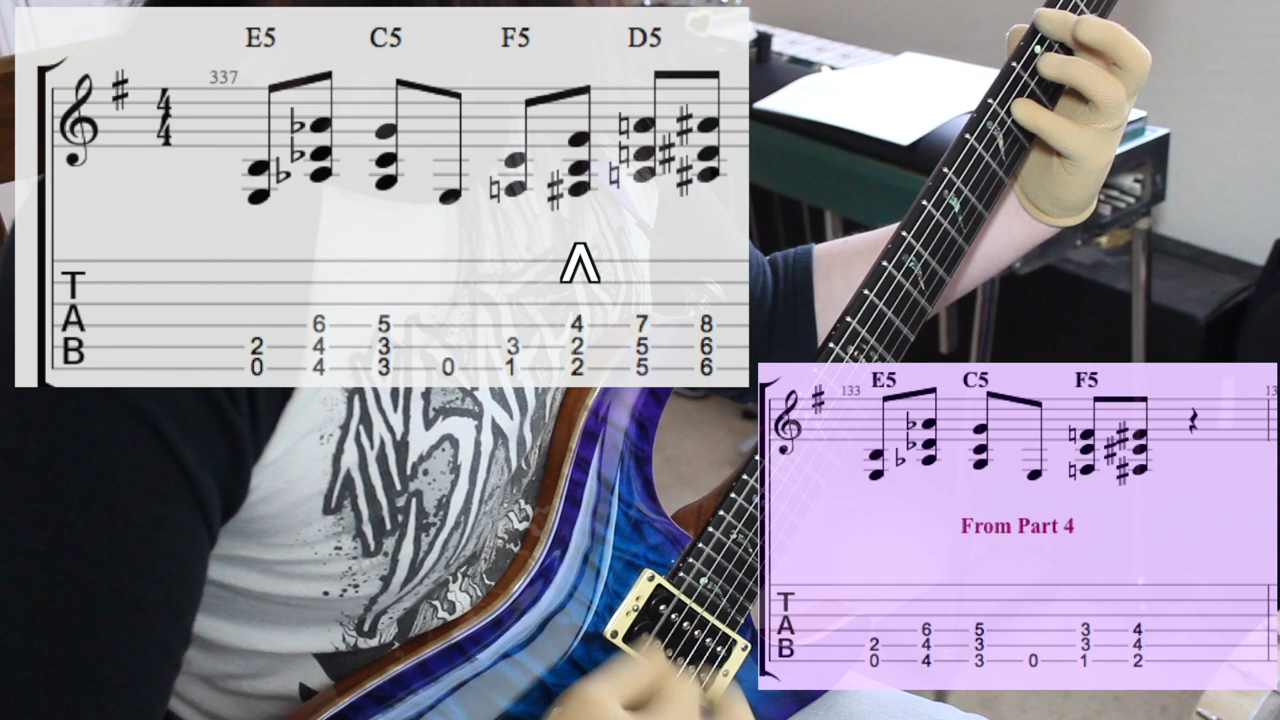 E5 C5 F5 D5
337
4
4
T
A
B
6 5 4 7 8
2 4 3 3 2 5 6
0 4 3 0 1 2 5 6
E5 C5 F5
133
From Part 4
T
A
B
6 5 3 4
2 4 3 3 4
0 4 3 0 1 2